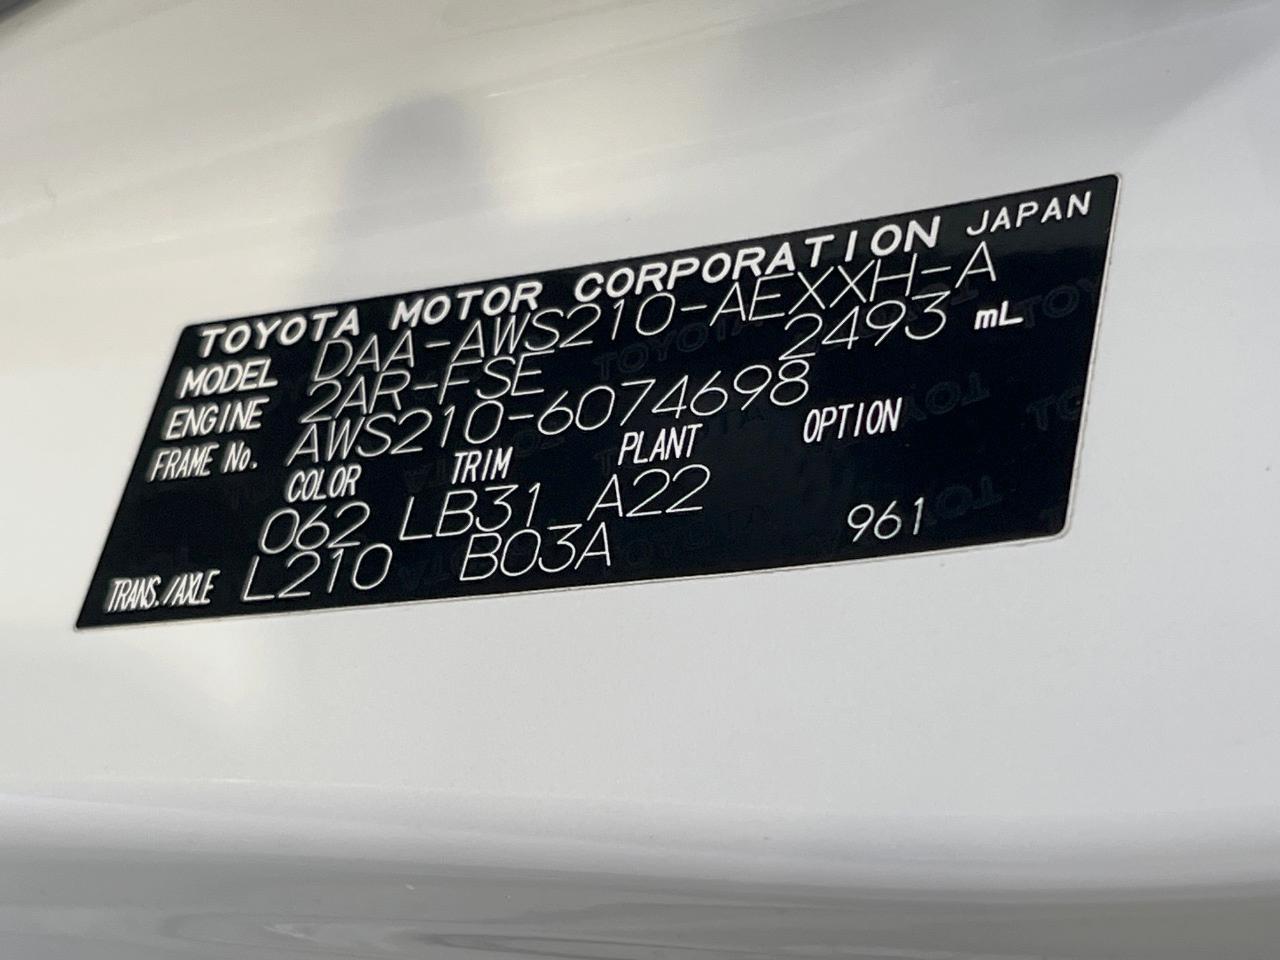 TOYOTA MOTOR CORPORATION JAPAN
MODEL DAA-AWS210-AEXXH-A
ENGINE 2AR-FSE 2493 mL
FRAME No. AWS210-6074698
COLOR TRIM PLANT OPTION
062 LB31 A22
TRANS./AXLE L210 B03A 961